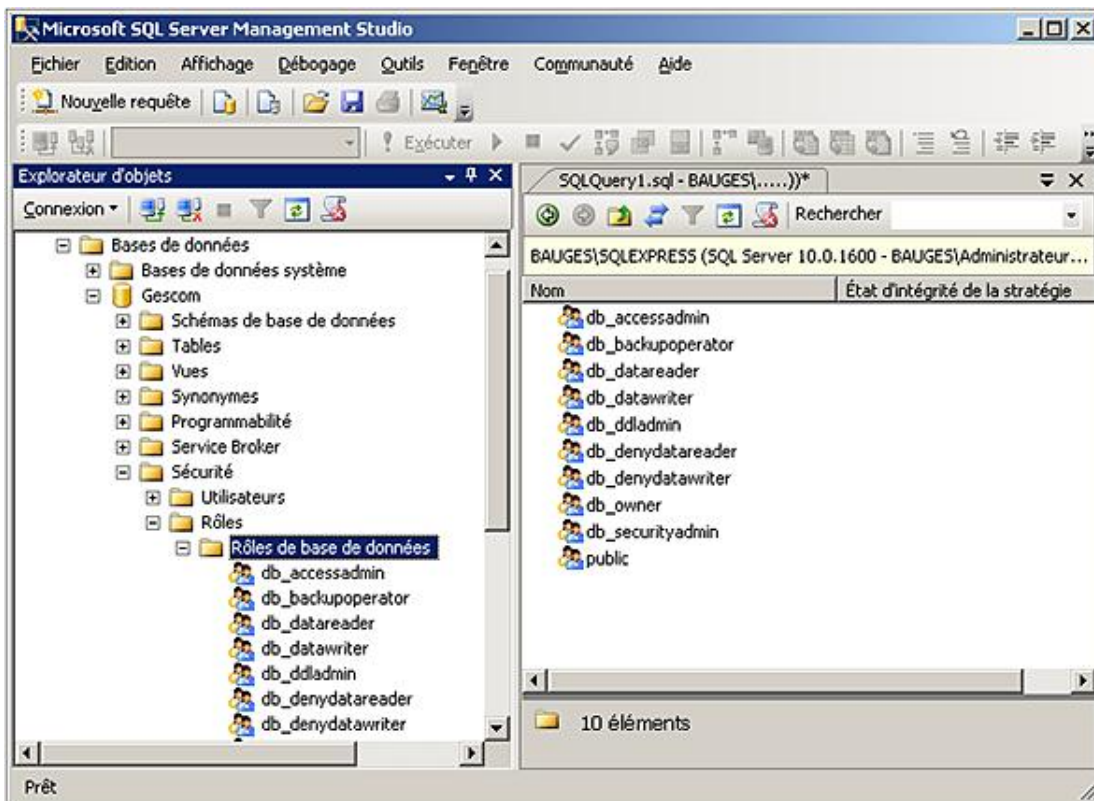 Microsoft SQL Server Management Studio
Fichier Edition Affichage Débogage Outils Fenêtre Communauté Aide
Nouvelle requête
Exécuter
Explorateur d'objets
Connexion
Bases de données
Bases de données système
Gescom
Schémas de base de données
Tables
Vues
Synonymes
Programmabilité
Service Broker
Sécurité
Utilisateurs
Rôles
Rôles de base de données
db_accessadmin
db_backupoperator
db_datareader
db_datawriter
db_ddladmin
db_denydatareader
db_denydatawriter
SQLQuery1.sql - BAUGES\.....))*
Rechercher
BAUGES\SQLEXPRESS (SQL Server 10.0.1600 - BAUGES\Administrateur...
Nom État d'intégrité de la stratégie
db_accessadmin
db_backupoperator
db_datareader
db_datawriter
db_ddladmin
db_denydatareader
db_denydatawriter
db_owner
db_securityadmin
public
10 éléments
Prêt